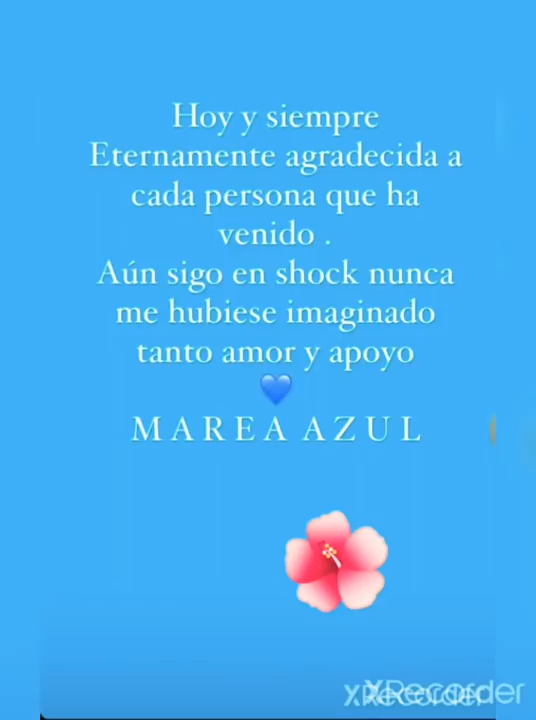 Hoy y siempre
Eternamente agradecida a
cada persona que ha
venido .
Aún sigo en shock nunca
me hubiese imaginado
tanto amor y apoyo
💙
M A R E A A Z U L
XRecorder